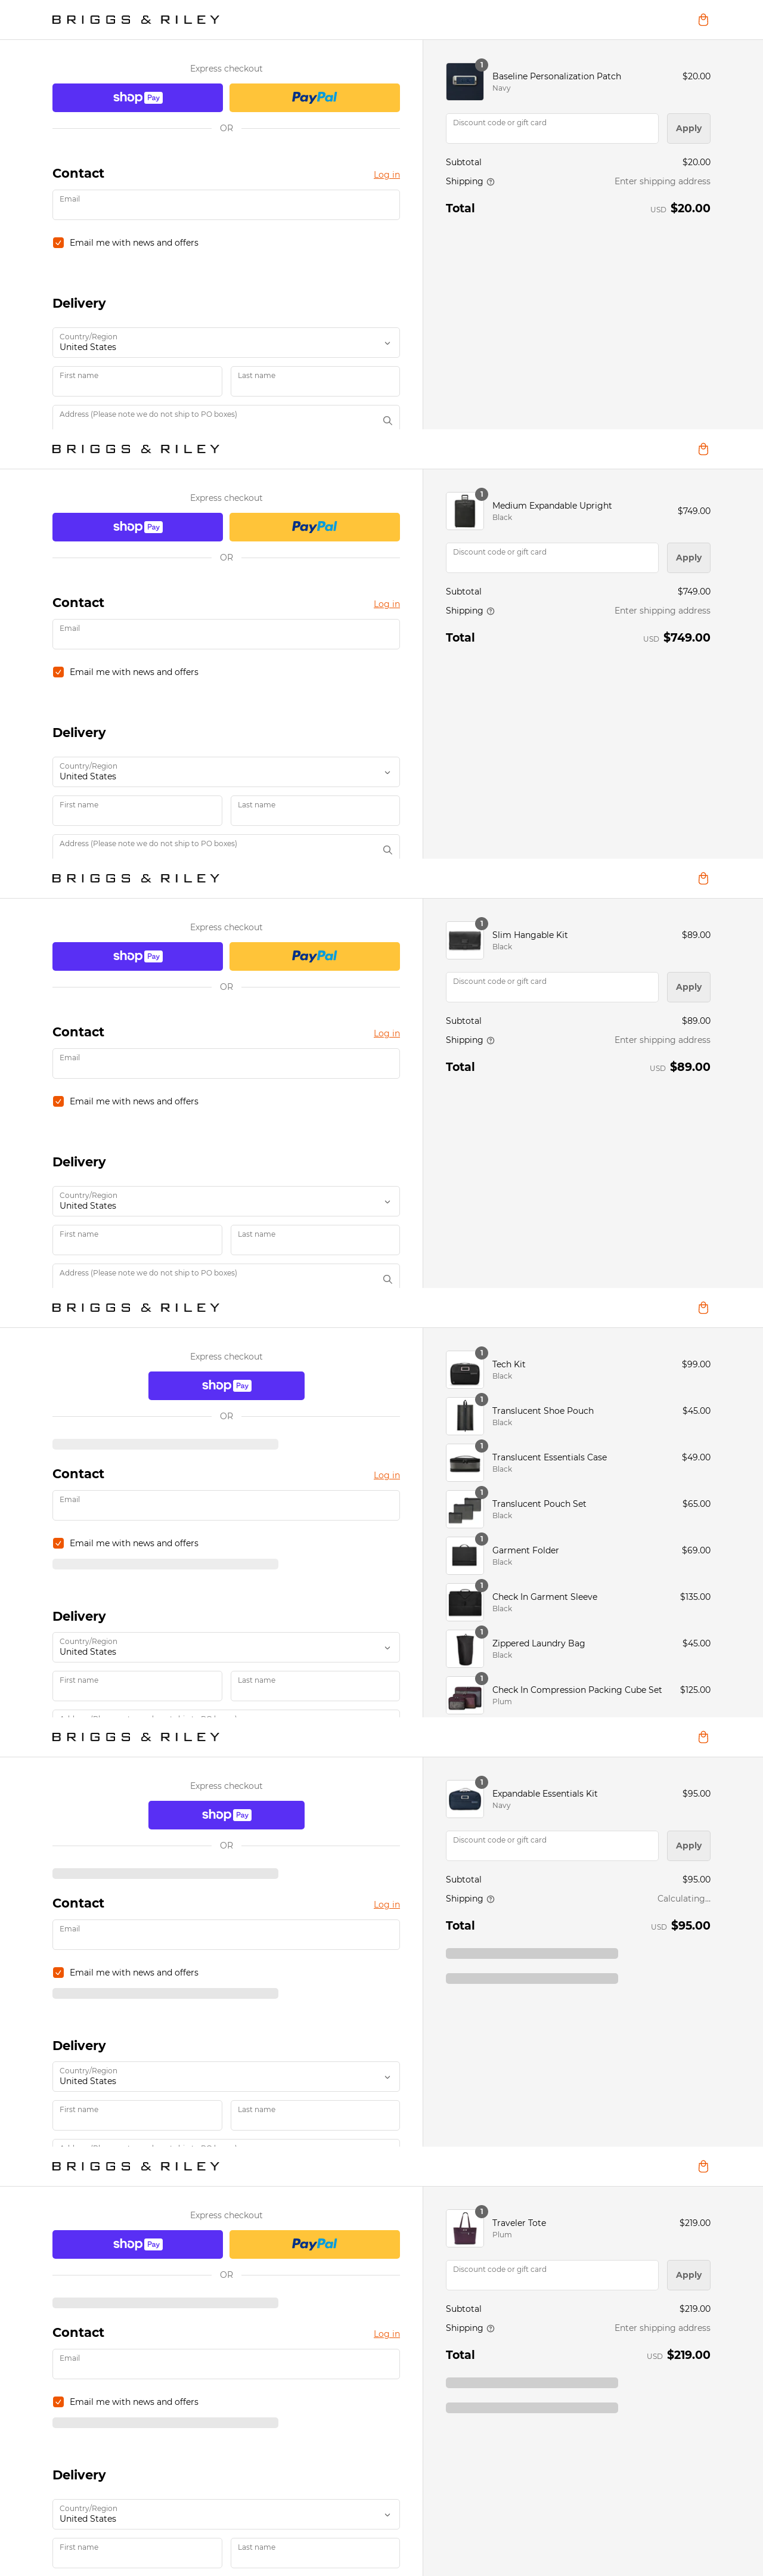 BRIGGS & RILEY
Express checkout
shop Pay
PayPal
OR
Contact
Log in
Email
Email me with news and offers
Delivery
Country/Region
United States
First name
Last name
Address (Please note we do not ship to PO boxes)
1
Baseline Personalization Patch
$20.00
Navy
Discount code or gift card
Apply
Subtotal
$20.00
Shipping
Enter shipping address
Total
USD $20.00
BRIGGS & RILEY
Express checkout
shop Pay
PayPal
OR
Contact
Log in
Email
Email me with news and offers
Delivery
Country/Region
United States
First name
Last name
Address (Please note we do not ship to PO boxes)
1
Medium Expandable Upright
$749.00
Black
Discount code or gift card
Apply
Subtotal
$749.00
Shipping
Enter shipping address
Total
USD $749.00
BRIGGS & RILEY
Express checkout
shop Pay
PayPal
OR
Contact
Log in
Email
Email me with news and offers
Delivery
Country/Region
United States
First name
Last name
Address (Please note we do not ship to PO boxes)
1
Slim Hangable Kit
$89.00
Black
Discount code or gift card
Apply
Subtotal
$89.00
Shipping
Enter shipping address
Total
USD $89.00
BRIGGS & RILEY
Express checkout
shop Pay
OR
Contact
Log in
Email
Email me with news and offers
Delivery
Country/Region
United States
First name
Last name
1
Tech Kit
$99.00
Black
1
Translucent Shoe Pouch
$45.00
Black
1
Translucent Essentials Case
$49.00
Black
1
Translucent Pouch Set
$65.00
Black
1
Garment Folder
$69.00
Black
1
Check In Garment Sleeve
$135.00
Black
1
Zippered Laundry Bag
$45.00
Black
1
Check In Compression Packing Cube Set
$125.00
Plum
BRIGGS & RILEY
Express checkout
shop Pay
OR
Contact
Log in
Email
Email me with news and offers
Delivery
Country/Region
United States
First name
Last name
1
Expandable Essentials Kit
$95.00
Navy
Discount code or gift card
Apply
Subtotal
$95.00
Shipping
Calculating...
Total
USD $95.00
BRIGGS & RILEY
Express checkout
shop Pay
PayPal
OR
Contact
Log in
Email
Email me with news and offers
Delivery
Country/Region
United States
First name
Last name
1
Traveler Tote
$219.00
Plum
Discount code or gift card
Apply
Subtotal
$219.00
Shipping
Enter shipping address
Total
USD $219.00